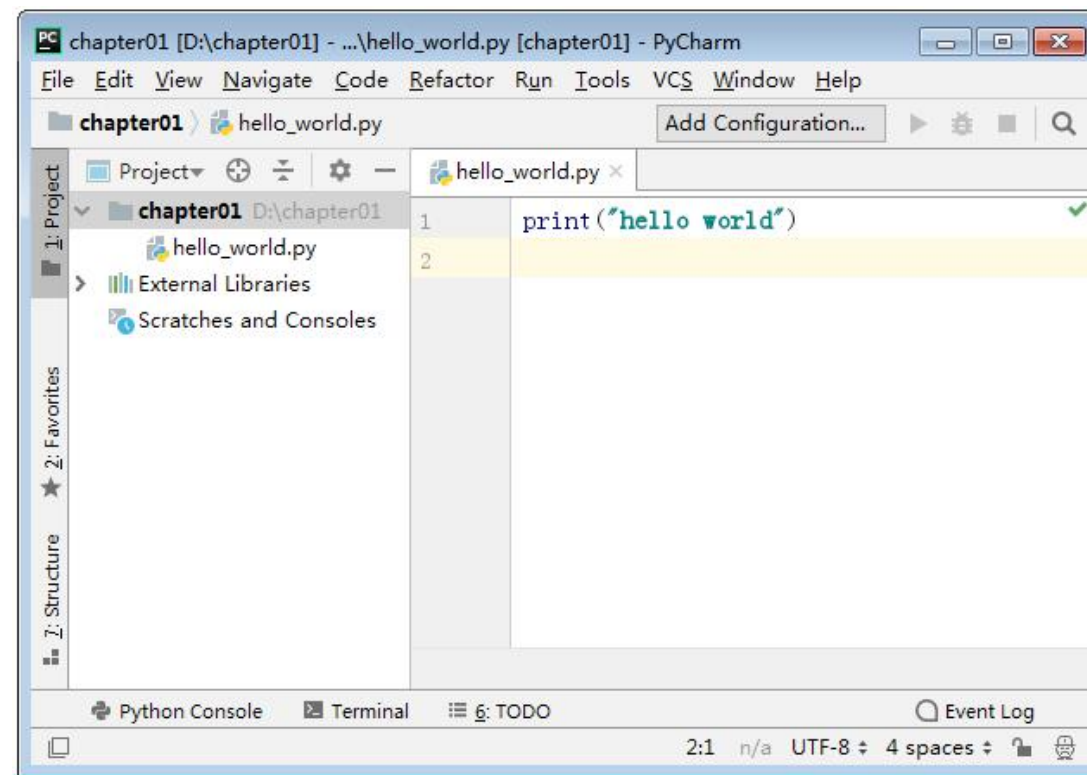 PC chapter01 [D:\chapter01] - ...\hello_world.py [chapter01] - PyCharm
File Edit View Navigate Code Refactor Run Tools VCS Window Help
chapter01 hello_world.py Add Configuration...
1: Project
Project
hello_world.py
chapter01 D:\chapter01
hello_world.py
External Libraries
Scratches and Consoles
1 print("hello world")
2
2: Favorites
7: Structure
Python Console Terminal 6: TODO Event Log
2:1 n/a UTF-8 4 spaces